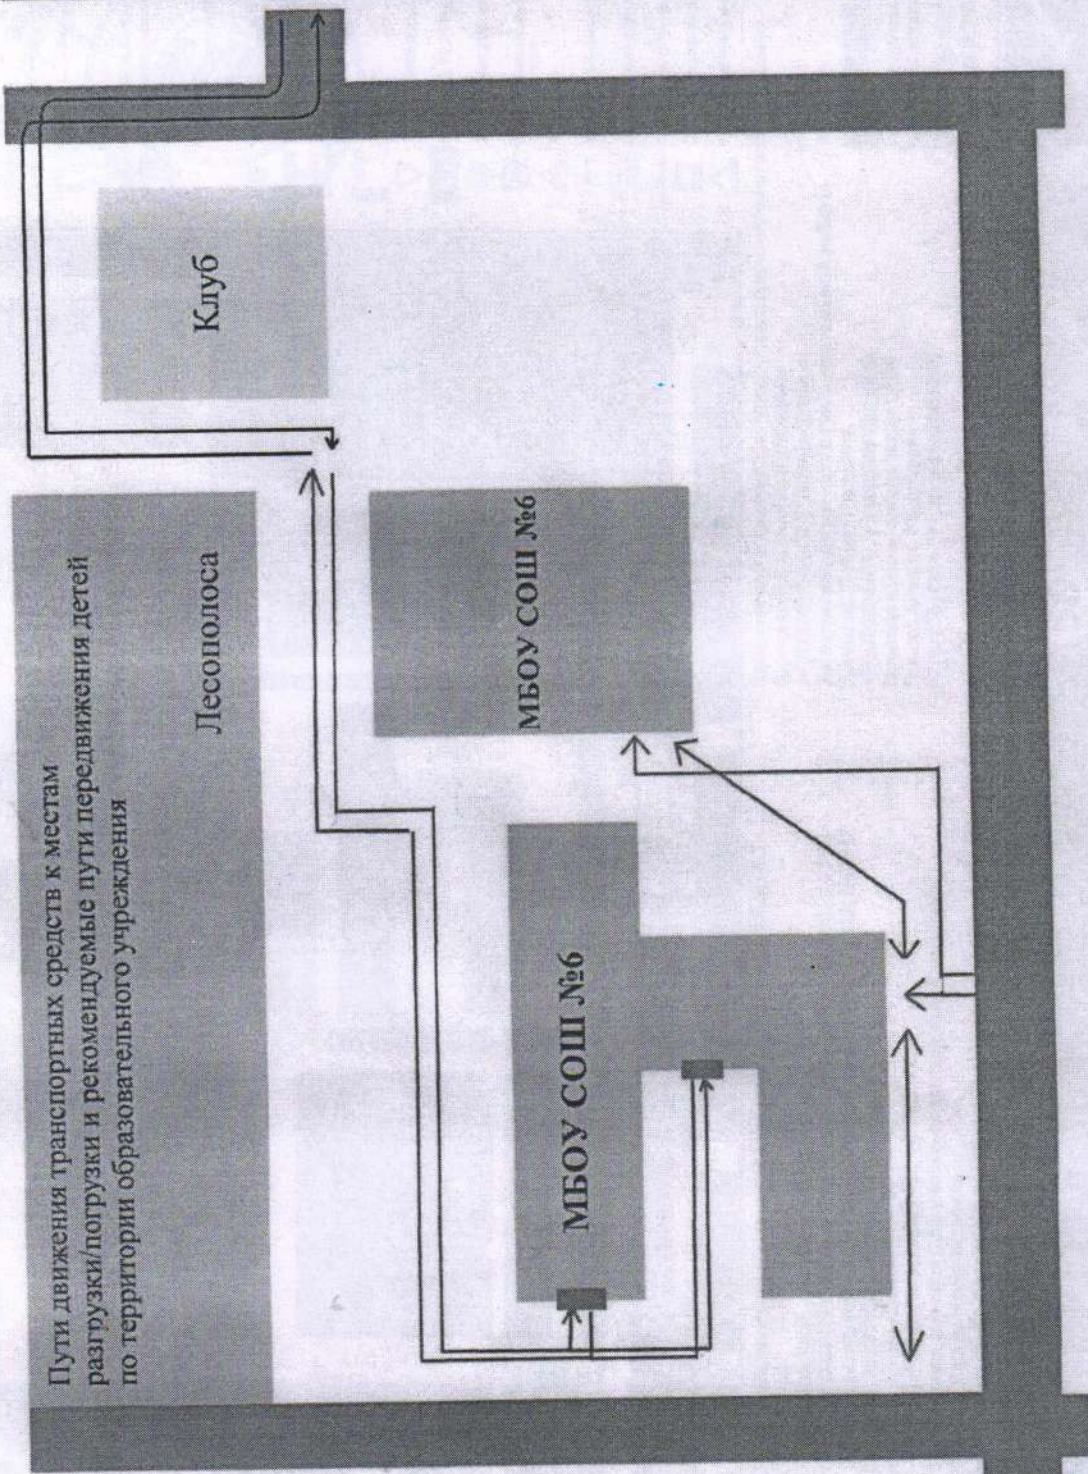 Пути движения транспортных средств к местам
разгрузки/погрузки и рекомендуемые пути передвижения детей
по территории образовательного учреждения
Лесополоса
Клуб
МБОУ СОШ №6
МБОУ СОШ №6